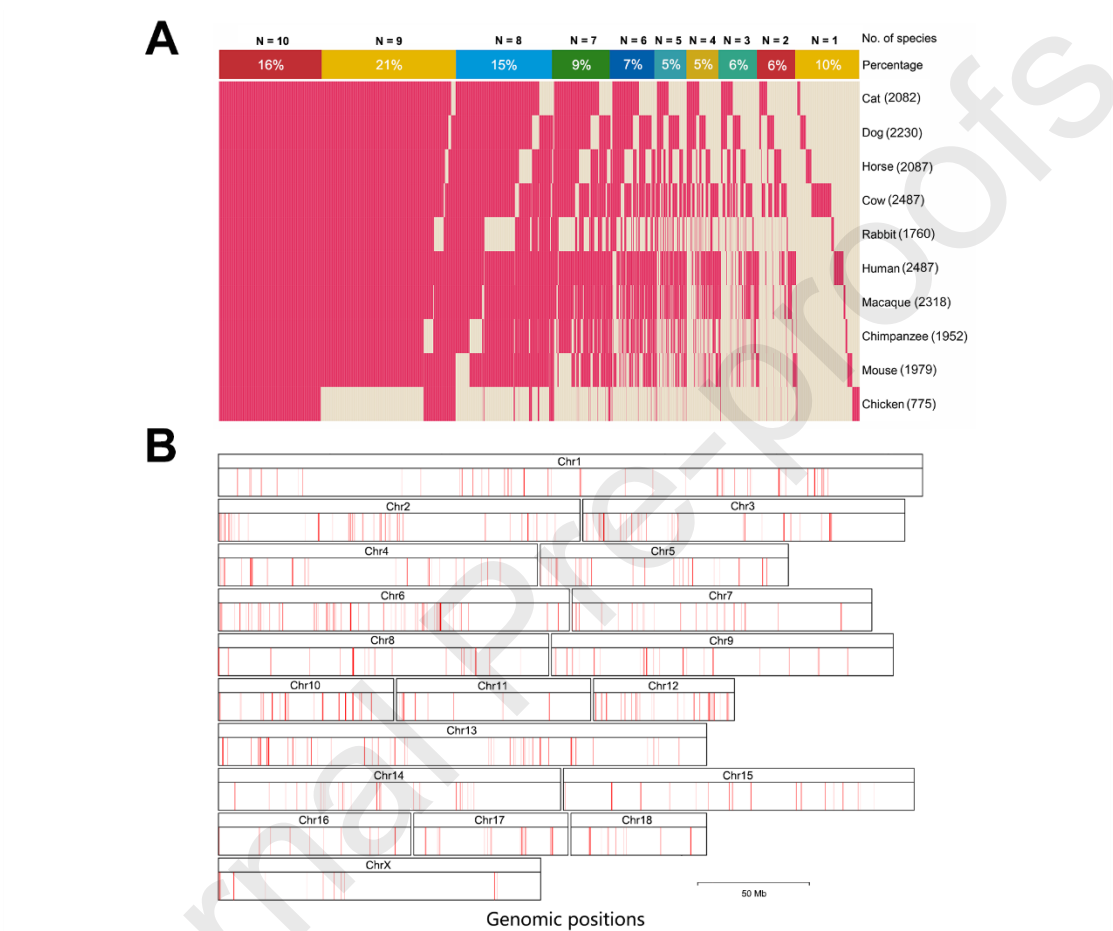 A
N = 10 N = 9 N = 8 N = 7 N = 6 N = 5 N = 4 N = 3 N = 2 N = 1 No. of species
16% 21% 15% 9% 7% 5% 5% 6% 6% 10% Percentage
Cat (2082)
Dog (2230)
Horse (2087)
Cow (2487)
Rabbit (1760)
Human (2487)
Macaque (2318)
Chimpanzee (1952)
Mouse (1979)
Chicken (775)
B
Chr1
Chr2 Chr3
Chr4 Chr5
Chr6 Chr7
Chr8 Chr9
Chr10 Chr11 Chr12
Chr13
Chr14 Chr15
Chr16 Chr17 Chr18
ChrX
50 Mb
Genomic positions
rnal Pre-proofs